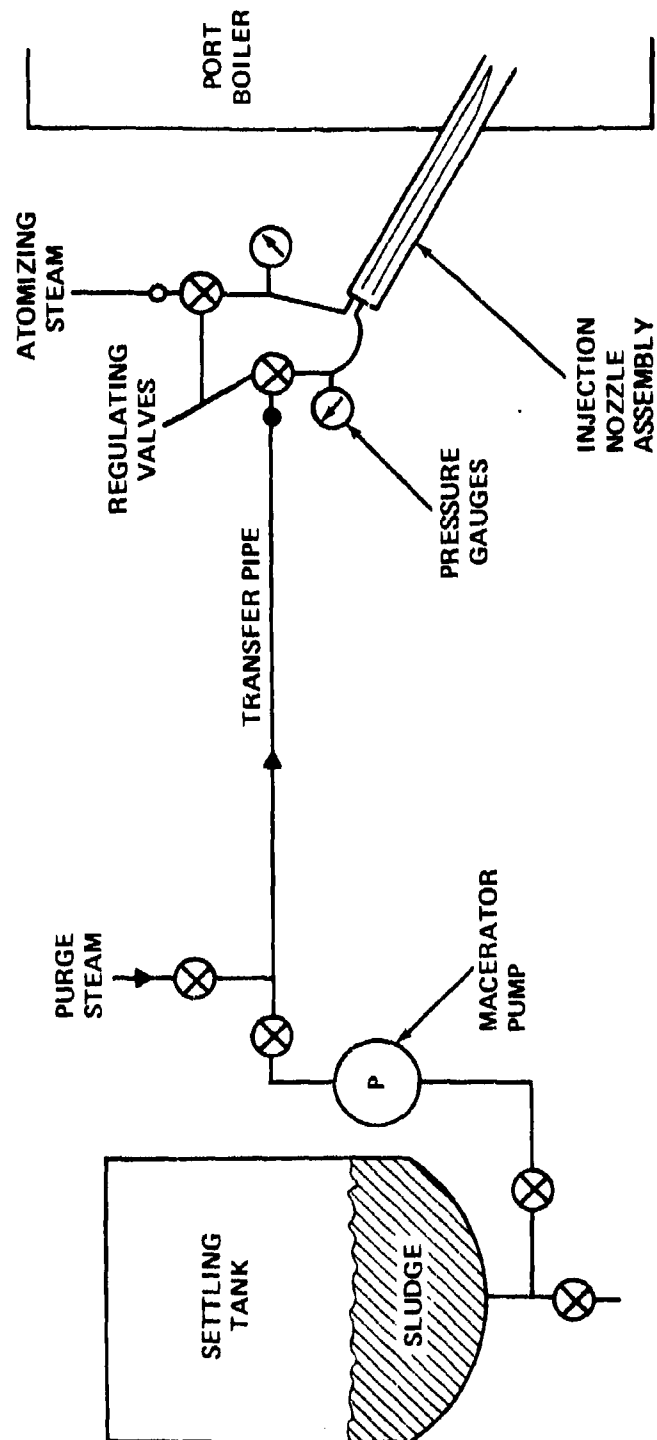 SETTLING
TANK
SLUDGE
PURGE
STEAM
P
MACERATOR
PUMP
TRANSFER PIPE
REGULATING
VALVES
ATOMIZING
STEAM
PRESSURE
GAUGES
INJECTION
NOZZLE
ASSEMBLY
PORT
BOILER